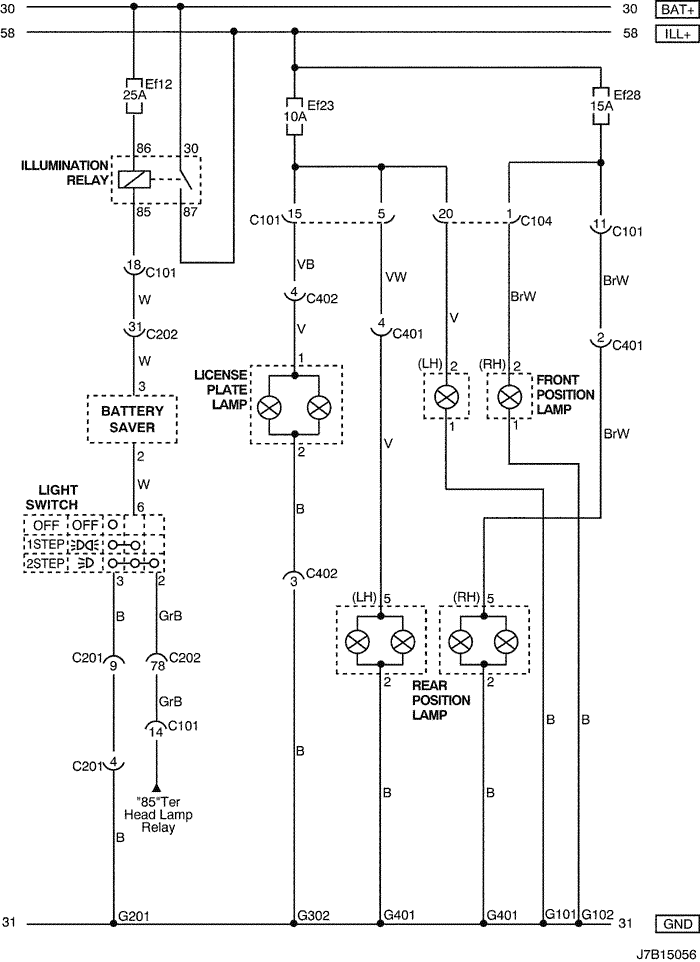 30 30 BAT+
58 58 ILL+
Ef12
25A
Ef23
10A
Ef28
15A
86 30
ILLUMINATION
RELAY
85 87
C101 15 5 20 1 C104 11 C101
18 C101
VB
VW
BrW
BrW
W
4 C402
V
V
31 C202
4 C401
2 C401
W
1
LICENSE
PLATE
LAMP
(LH) 2 (RH) 2
FRONT
POSITION
LAMP
3
BATTERY
SAVER
1 1
BrW
2
2
V
W
LIGHT
SWITCH
6
B
OFF OFF
1STEP
2STEP
3 2
C402
3
B GrB
(LH) 5 (RH) 5
C201 9 78 C202
2 2
REAR
POSITION
LAMP
GrB
C101
14
B B
B
C201 4
"85"Ter
Head Lamp
Relay
B B
B
31 G201 G302 G401 G401 G101 G102 31 GND
J7B15056